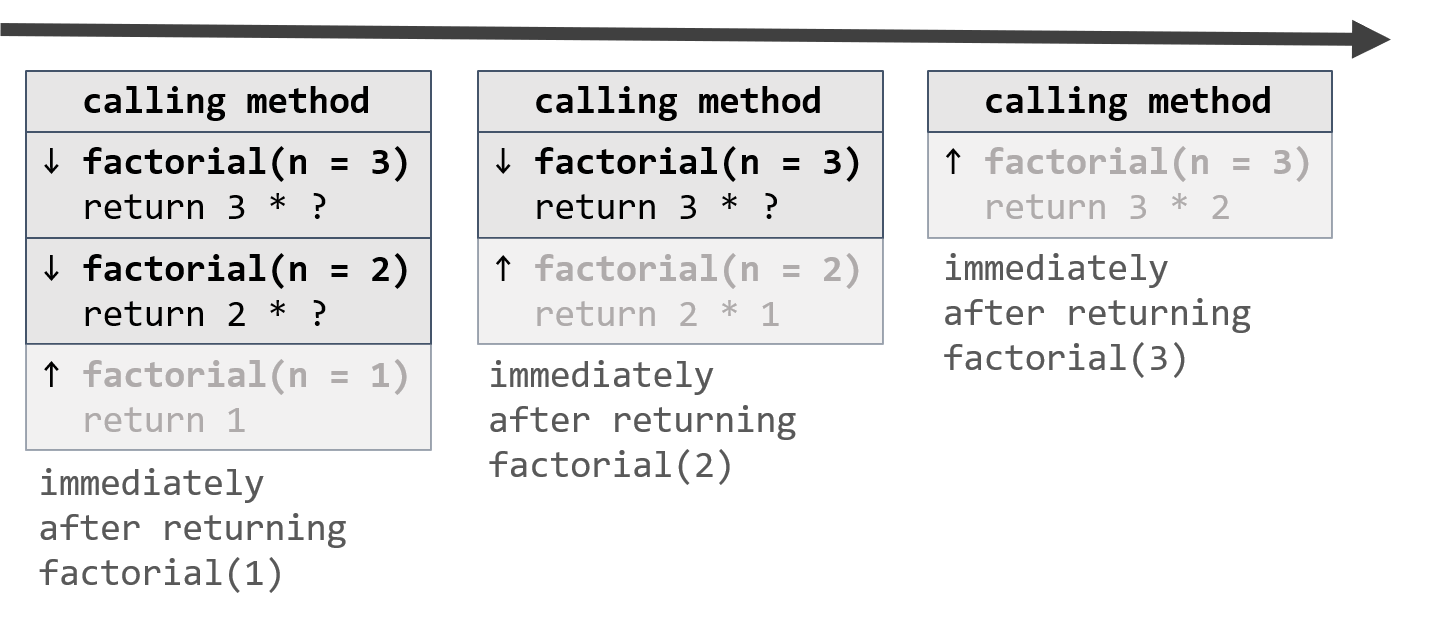 calling method
↓ factorial(n = 3)
return 3 * ?
↓ factorial(n = 2)
return 2 * ?
↑ factorial(n = 1)
return 1
immediately
after returning
factorial(1)
calling method
↓ factorial(n = 3)
return 3 * ?
↑ factorial(n = 2)
return 2 * 1
immediately
after returning
factorial(2)
calling method
↑ factorial(n = 3)
return 3 * 2
immediately
after returning
factorial(3)